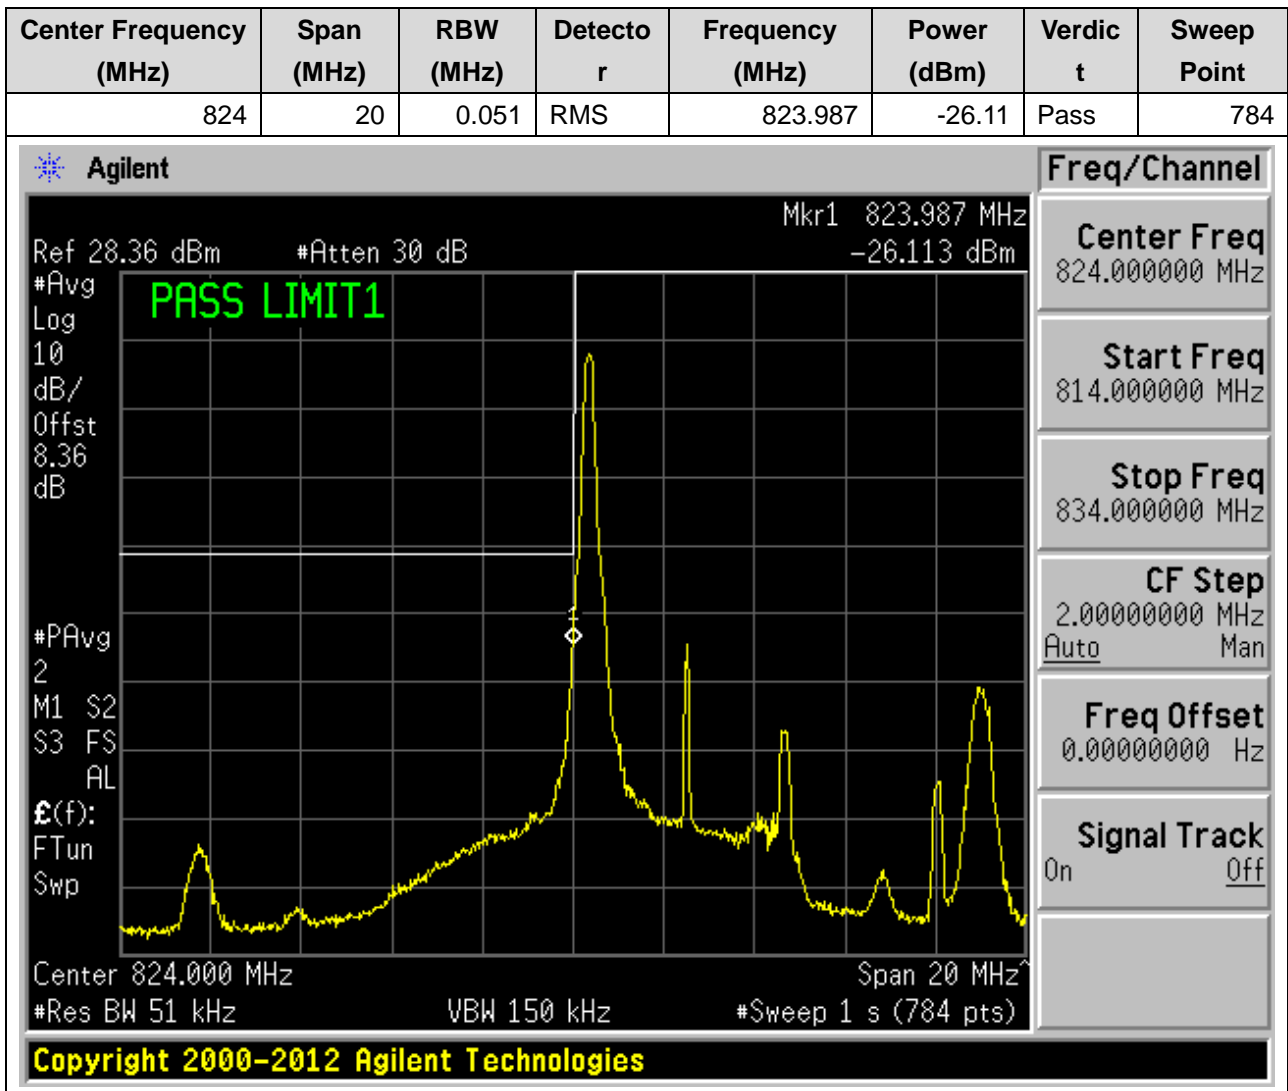 Center Frequency (MHz) Span (MHz) RBW (MHz) Detector Frequency (MHz) Power (dBm) Verdict Sweep Point
824 20 0.051 RMS 823.987 -26.11 Pass 784
Agilent
Freq/Channel
Mkr1 823.987 MHz
Ref 28.36 dBm #Atten 30 dB -26.113 dBm
#Avg
Log
10
dB/
Offst
8.36
dB
PASS LIMIT1
1
#PAvg
2
M1 S2
S3 FS
AL
£(f):
FTun
Swp
Center 824.000 MHz Span 20 MHz^
#Res BW 51 kHz VBW 150 kHz #Sweep 1 s (784 pts)
Center Freq
824.000000 MHz
Start Freq
814.000000 MHz
Stop Freq
834.000000 MHz
CF Step
2.00000000 MHz
Auto Man
Freq Offset
0.00000000 Hz
Signal Track
On Off
Copyright 2000-2012 Agilent Technologies